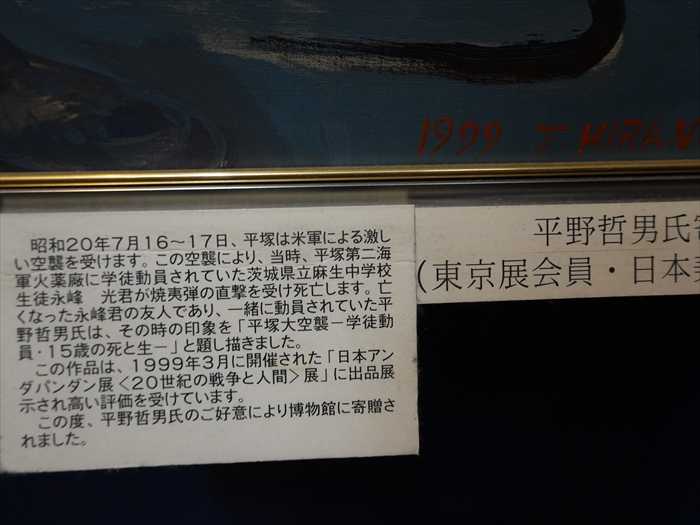 1999 T. HIRAN
昭和20年7月16～17日、平塚は米軍による激し
い空襲を受けます。この空襲により、当時、平塚第二海
軍火薬廠に学徒動員されていた茨城県立麻生中学校
生徒永峰　光君が焼夷弾の直撃を受け死亡します。亡
くなった永峰君の友人であり、一緒に動員されていた平
野哲男氏は、その時の印象を「平塚大空襲－学徒動
員・15歳の死と生－」と題し描きました。
この作品は、1999年3月に開催された「日本アン
ダパンダン展〈20世紀の戦争と人間〉展」に出品展
示され高い評価を受けています。
この度、平野哲男氏のご好意により博物館に寄贈さ
れました。
平野哲男氏寄
(東京展会員・日本美